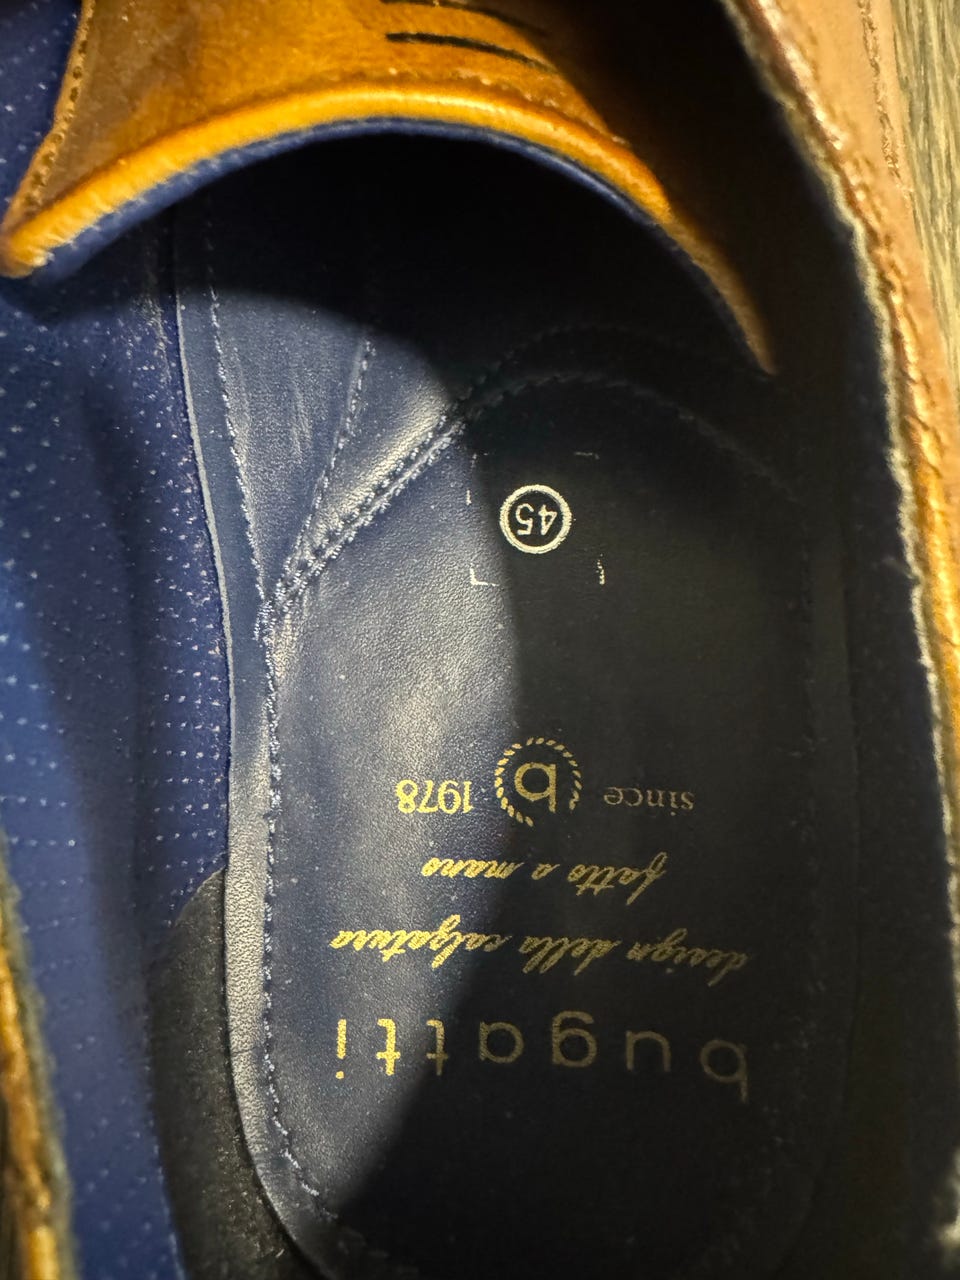 bugatti
design della calzatura
fatto a mano
since b 1978
45